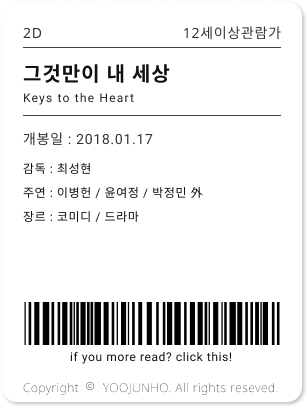 2D 12세이상관람가
그것만이 내 세상
Keys to the Heart
개봉일 : 2018.01.17
감독 : 최성현
주연 : 이병헌 / 윤여정 / 박정민 外
장르 : 코미디 / 드라마
if you more read? click this!
Copyright © YOOJUNHO. All rights reseved.